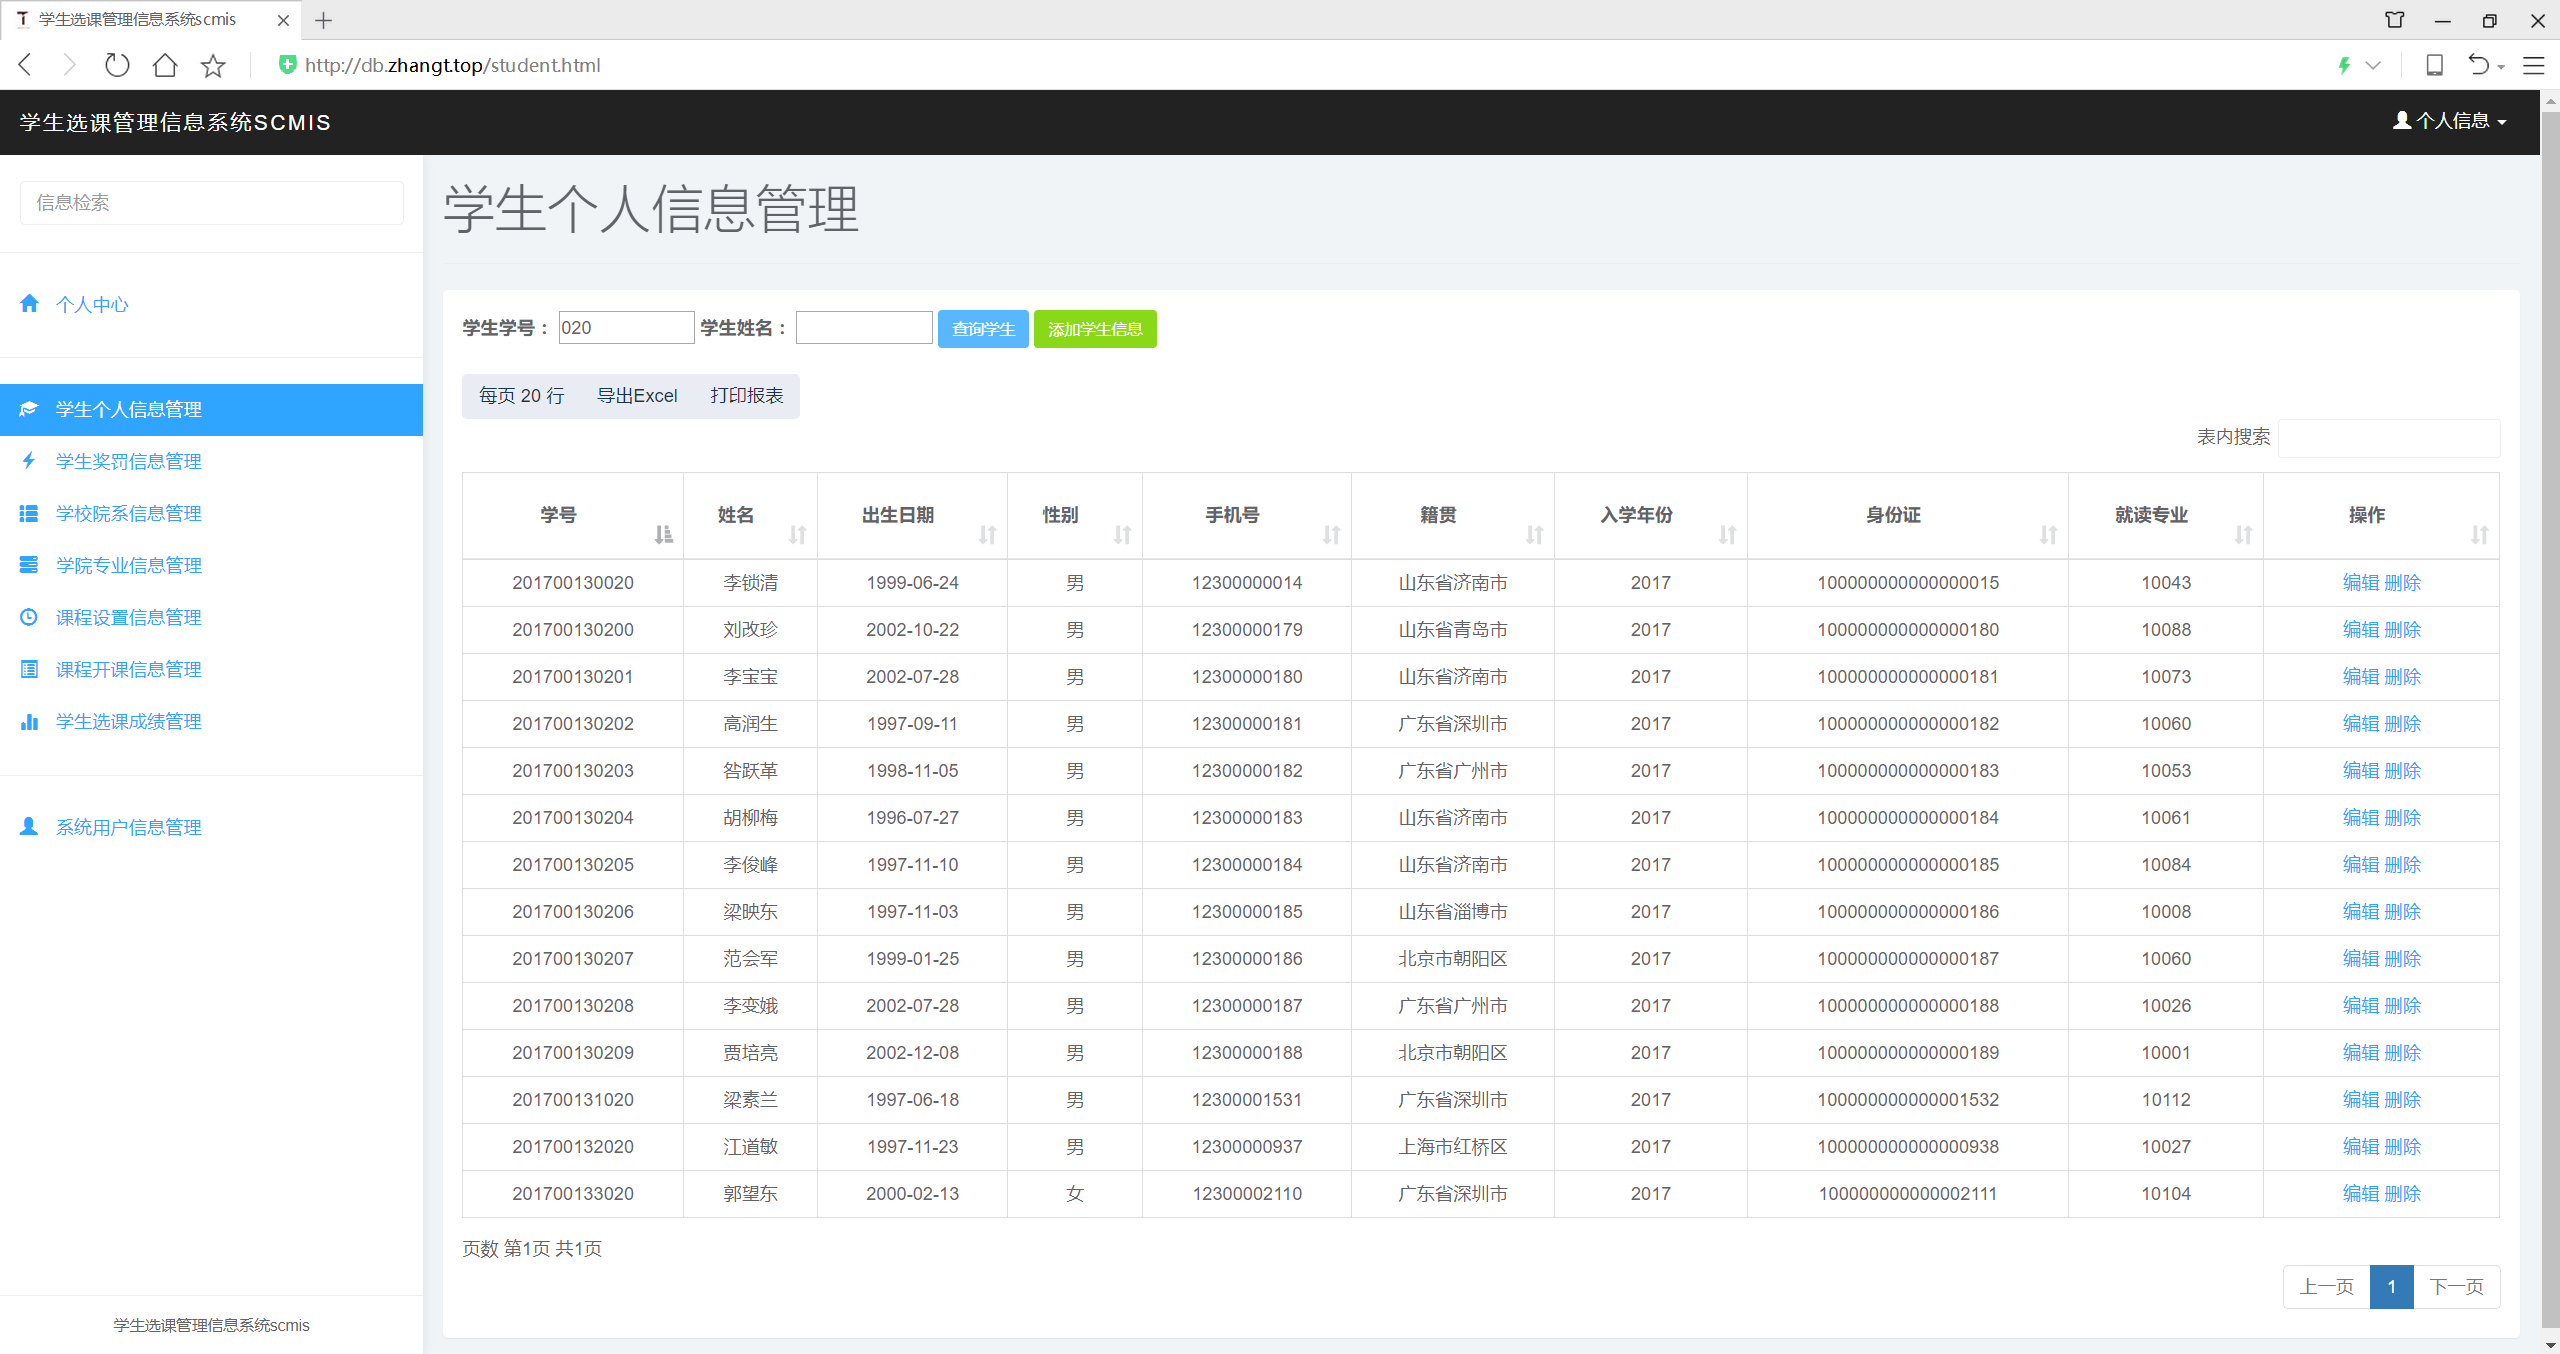 学生选课管理信息系统scmis
http://db.zhangt.top/student.html
学生选课管理信息系统SCMIS
个人信息
信息检索
个人中心
学生个人信息管理
学生奖罚信息管理
学校院系信息管理
学院专业信息管理
课程设置信息管理
课程开课信息管理
学生选课成绩管理
系统用户信息管理
学生选课管理信息系统scmis
学生个人信息管理
学生学号： 020 学生姓名： 查询学生 添加学生信息
每页 20 行 导出Excel 打印报表
表内搜索
学号 姓名 出生日期 性别 手机号 籍贯 入学年份 身份证 就读专业 操作
201700130020 李锁清 1999-06-24 男 12300000014 山东省济南市 2017 100000000000000015 10043 编辑 删除
201700130200 刘改珍 2002-10-22 男 12300000179 山东省青岛市 2017 100000000000000180 10088 编辑 删除
201700130201 李宝宝 2002-07-28 男 12300000180 山东省济南市 2017 100000000000000181 10073 编辑 删除
201700130202 高润生 1997-09-11 男 12300000181 广东省深圳市 2017 100000000000000182 10060 编辑 删除
201700130203 昝跃革 1998-11-05 男 12300000182 广东省广州市 2017 100000000000000183 10053 编辑 删除
201700130204 胡柳梅 1996-07-27 男 12300000183 山东省济南市 2017 100000000000000184 10061 编辑 删除
201700130205 李俊峰 1997-11-10 男 12300000184 山东省济南市 2017 100000000000000185 10084 编辑 删除
201700130206 梁映东 1997-11-03 男 12300000185 山东省淄博市 2017 100000000000000186 10008 编辑 删除
201700130207 范会军 1999-01-25 男 12300000186 北京市朝阳区 2017 100000000000000187 10060 编辑 删除
201700130208 李变娥 2002-07-28 男 12300000187 广东省广州市 2017 100000000000000188 10026 编辑 删除
201700130209 贾培亮 2002-12-08 男 12300000188 北京市朝阳区 2017 100000000000000189 10001 编辑 删除
201700131020 梁素兰 1997-06-18 男 12300001531 广东省深圳市 2017 100000000000001532 10112 编辑 删除
201700132020 江道敏 1997-11-23 男 12300000937 上海市红桥区 2017 100000000000000938 10027 编辑 删除
201700133020 郭望东 2000-02-13 女 12300002110 广东省深圳市 2017 100000000000002111 10104 编辑 删除
页数 第1页 共1页
上一页 1 下一页